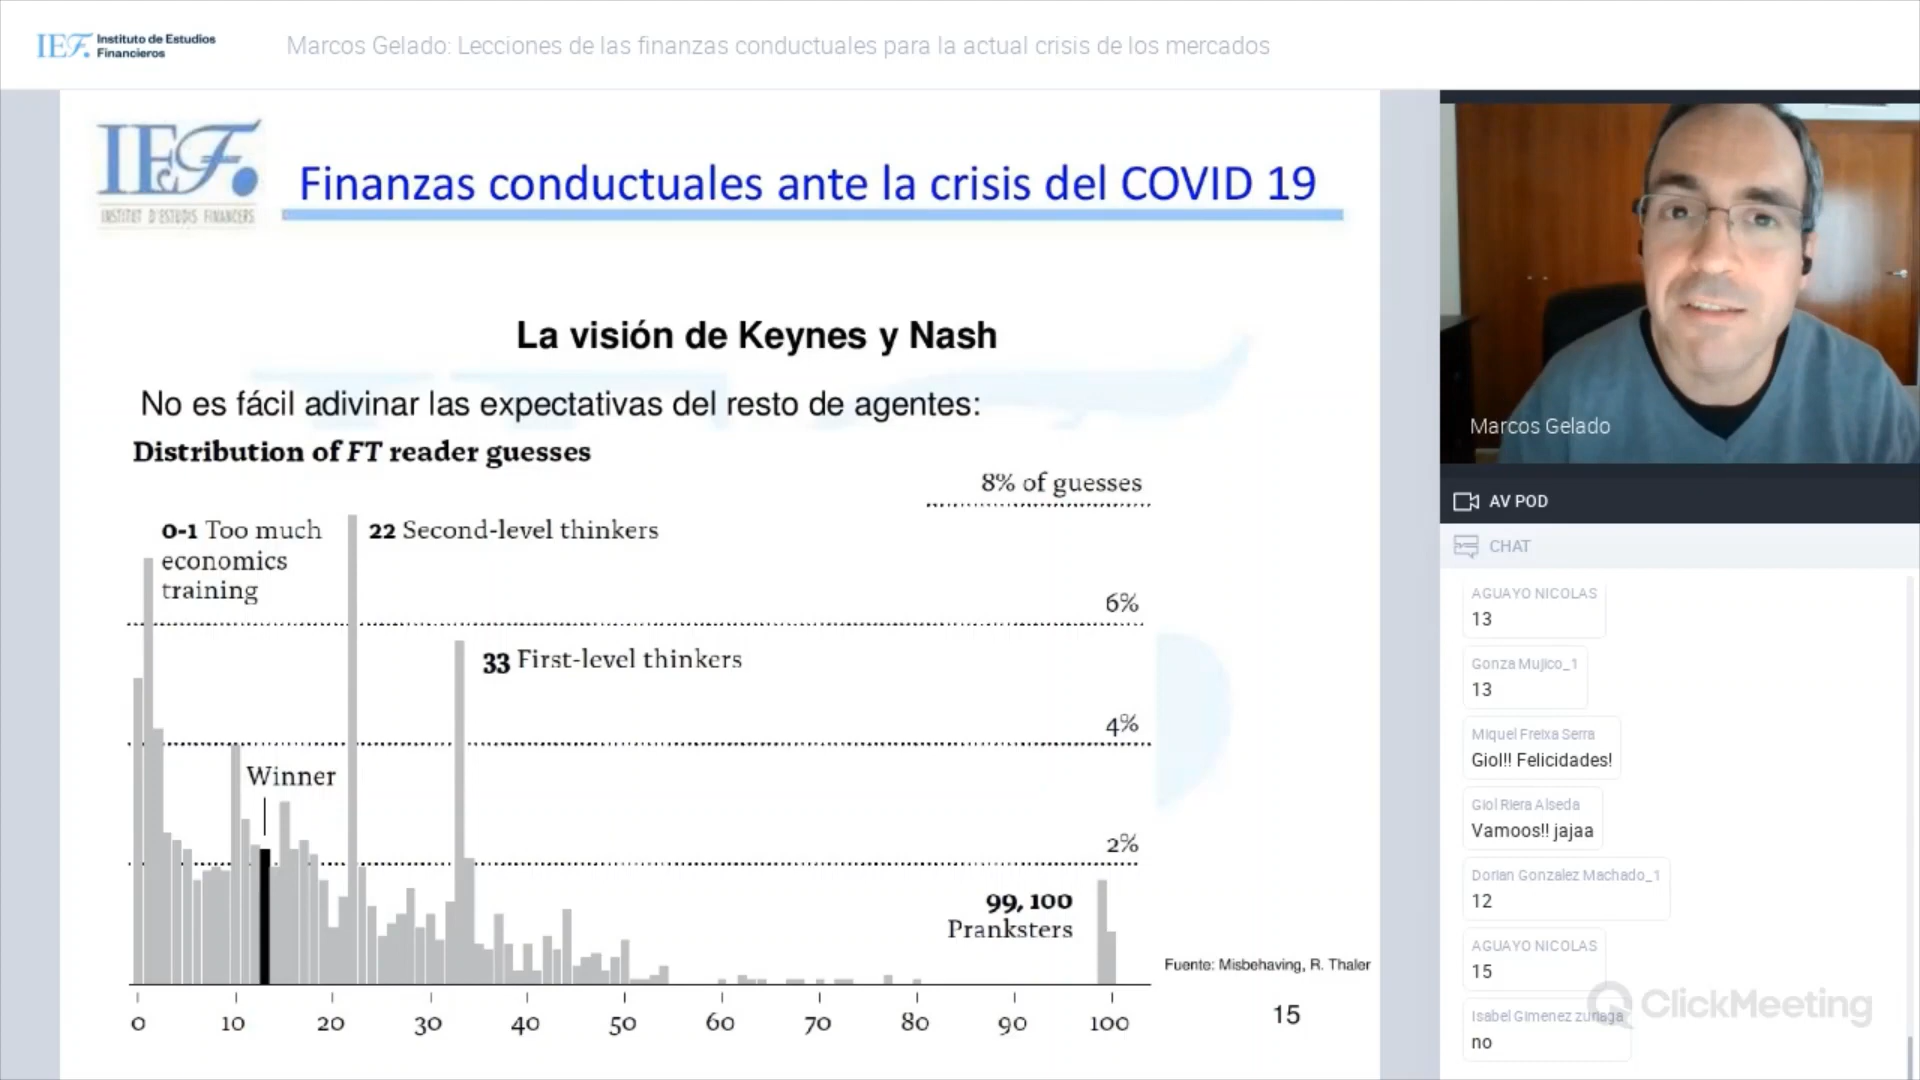 IEF. Instituto de Estudios
Financieros
Marcos Gelado: Lecciones de las finanzas conductuales para la actual crisis de los mercados
IEF.
INSTITUT D'ESTUDIS FINANCERS
Finanzas conductuales ante la crisis del COVID 19
La visión de Keynes y Nash
No es fácil adivinar las expectativas del resto de agentes:
Distribution of FT reader guesses
8% of guesses
0-1 Too much
economics
training
22 Second-level thinkers
6%
33 First-level thinkers
4%
Winner
2%
99, 100
Pranksters
Fuente: Misbehaving, R. Thaler
0 10 20 30 40 50 60 70 80 90 100
15
Marcos Gelado
AV POD
CHAT
AGUAYO NICOLAS
13
Gonza Mujico_1
13
Miquel Freixa Serra
Giol!! Felicidades!
Giol Riera Alseda
Vamoos!! jajaa
Dorian Gonzalez Machado_1
12
AGUAYO NICOLAS
15
Isabel Gimenez zuriaga
no
ClickMeeting